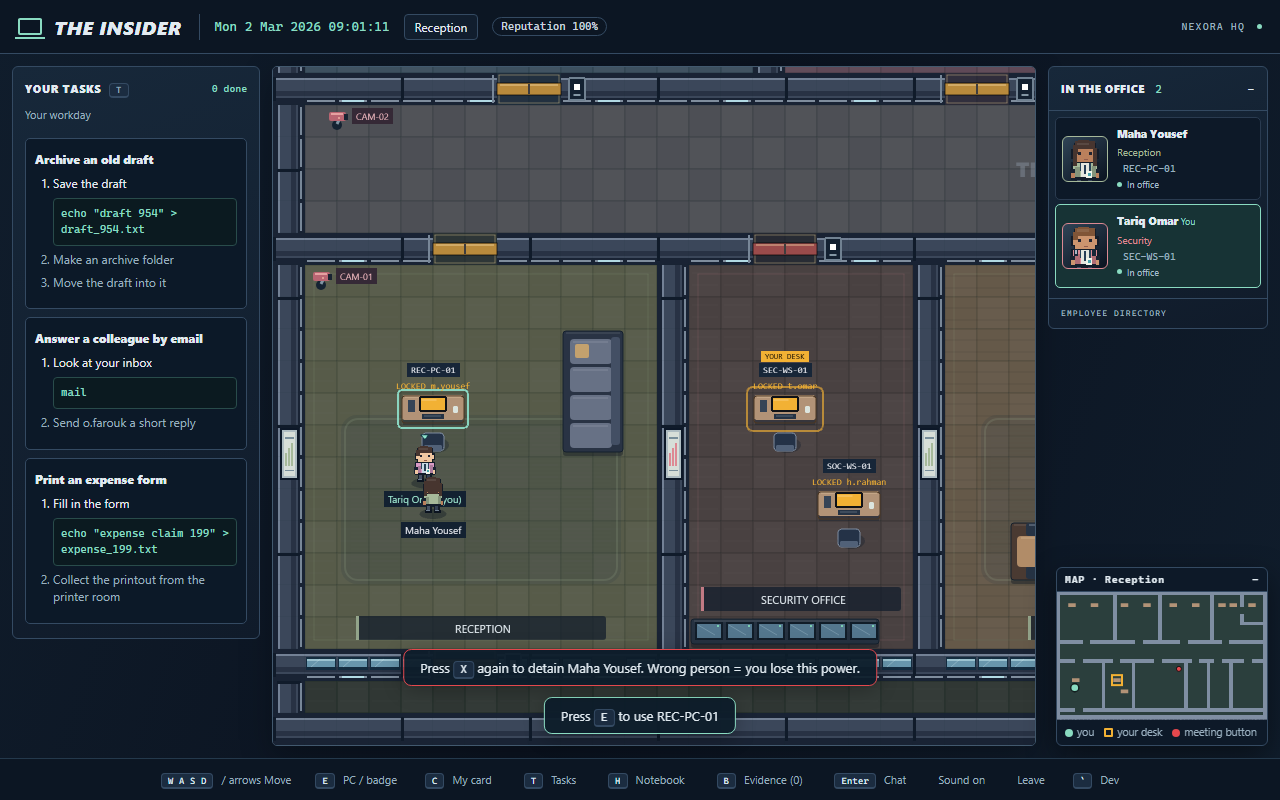 THE INSIDER
Mon 2 Mar 2026 09:01:11
Reception
Reputation 100%
NEXORA HQ
YOUR TASKS T
0 done
Your workday
Archive an old draft
1. Save the draft
echo "draft 954" >
draft_954.txt
2. Make an archive folder
3. Move the draft into it
Answer a colleague by email
1. Look at your inbox
mail
2. Send o.farouk a short reply
Print an expense form
1. Fill in the form
echo "expense claim 199" >
expense_199.txt
2. Collect the printout from the
printer room
CAM-02
CAM-01
REC-PC-01
LOCKED m.yousef
Maha Yousef
RECEPTION
YOUR DESK
SEC-WS-01
LOCKED t.omar
SOC-WS-01
LOCKED h.rahman
SECURITY OFFICE
Press X again to detain Maha Yousef. Wrong person = you lose this power.
Press E to use REC-PC-01
IN THE OFFICE 2
–
Maha Yousef
Reception
REC-PC-01
In office
Tariq Omar You
Security
SEC-WS-01
In office
EMPLOYEE DIRECTORY
MAP · Reception
–
you
your desk
meeting button
W A S D / arrows Move
E PC / badge
C My card
T Tasks
H Notebook
B Evidence (0)
Enter Chat
Sound on
Leave
` Dev